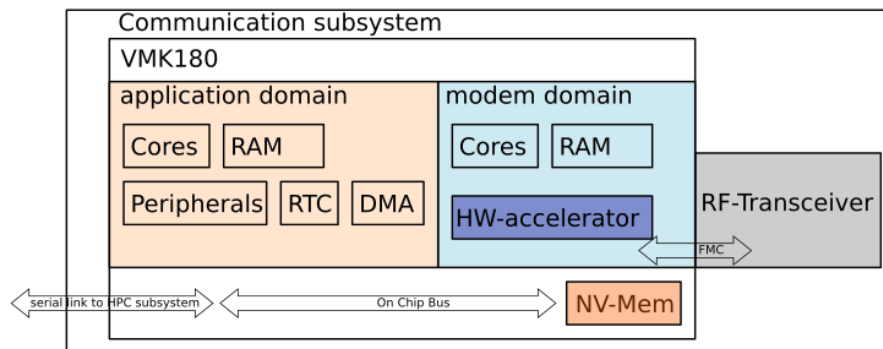 Communication subsystem
VMK180
application domain
modem domain
Cores
RAM
Cores
RAM
Peripherals
RTC
DMA
HW-accelerator
RF-Transceiver
FMC
serial link to HPC subsystem
On Chip Bus
NV-Mem